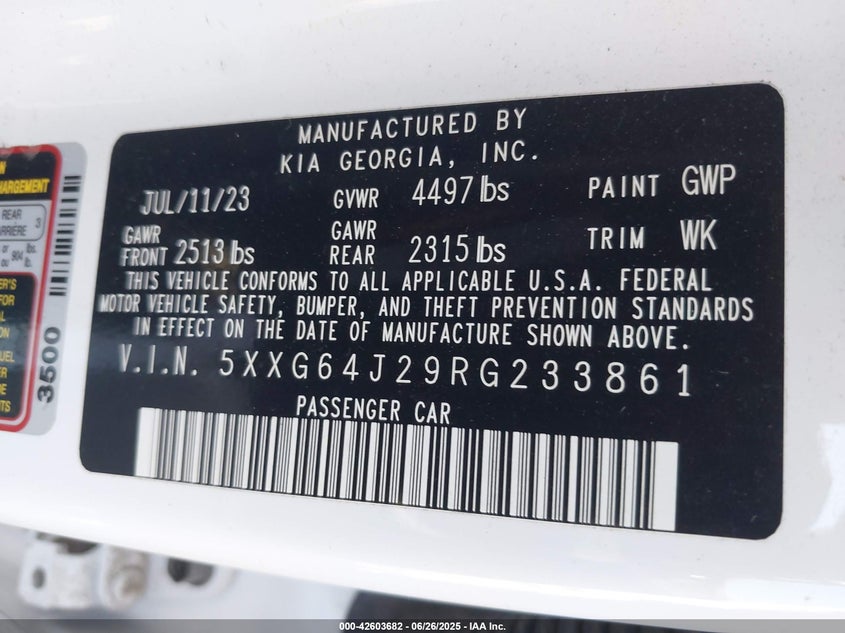 MANUFACTURED BY
KIA GEORGIA, INC.
JUL/11/23 GVWR 4497 lbs PAINT GWP
GAWR FRONT 2513 lbs GAWR REAR 2315 lbs TRIM WK
THIS VEHICLE CONFORMS TO ALL APPLICABLE U.S.A. FEDERAL
MOTOR VEHICLE SAFETY, BUMPER, AND THEFT PREVENTION STANDARDS
IN EFFECT ON THE DATE OF MANUFACTURE SHOWN ABOVE.
V.I.N. 5XXG64J29RG233861
PASSENGER CAR
REAR
3
3500
000-42603682 - 06/26/2025 - IAA Inc.